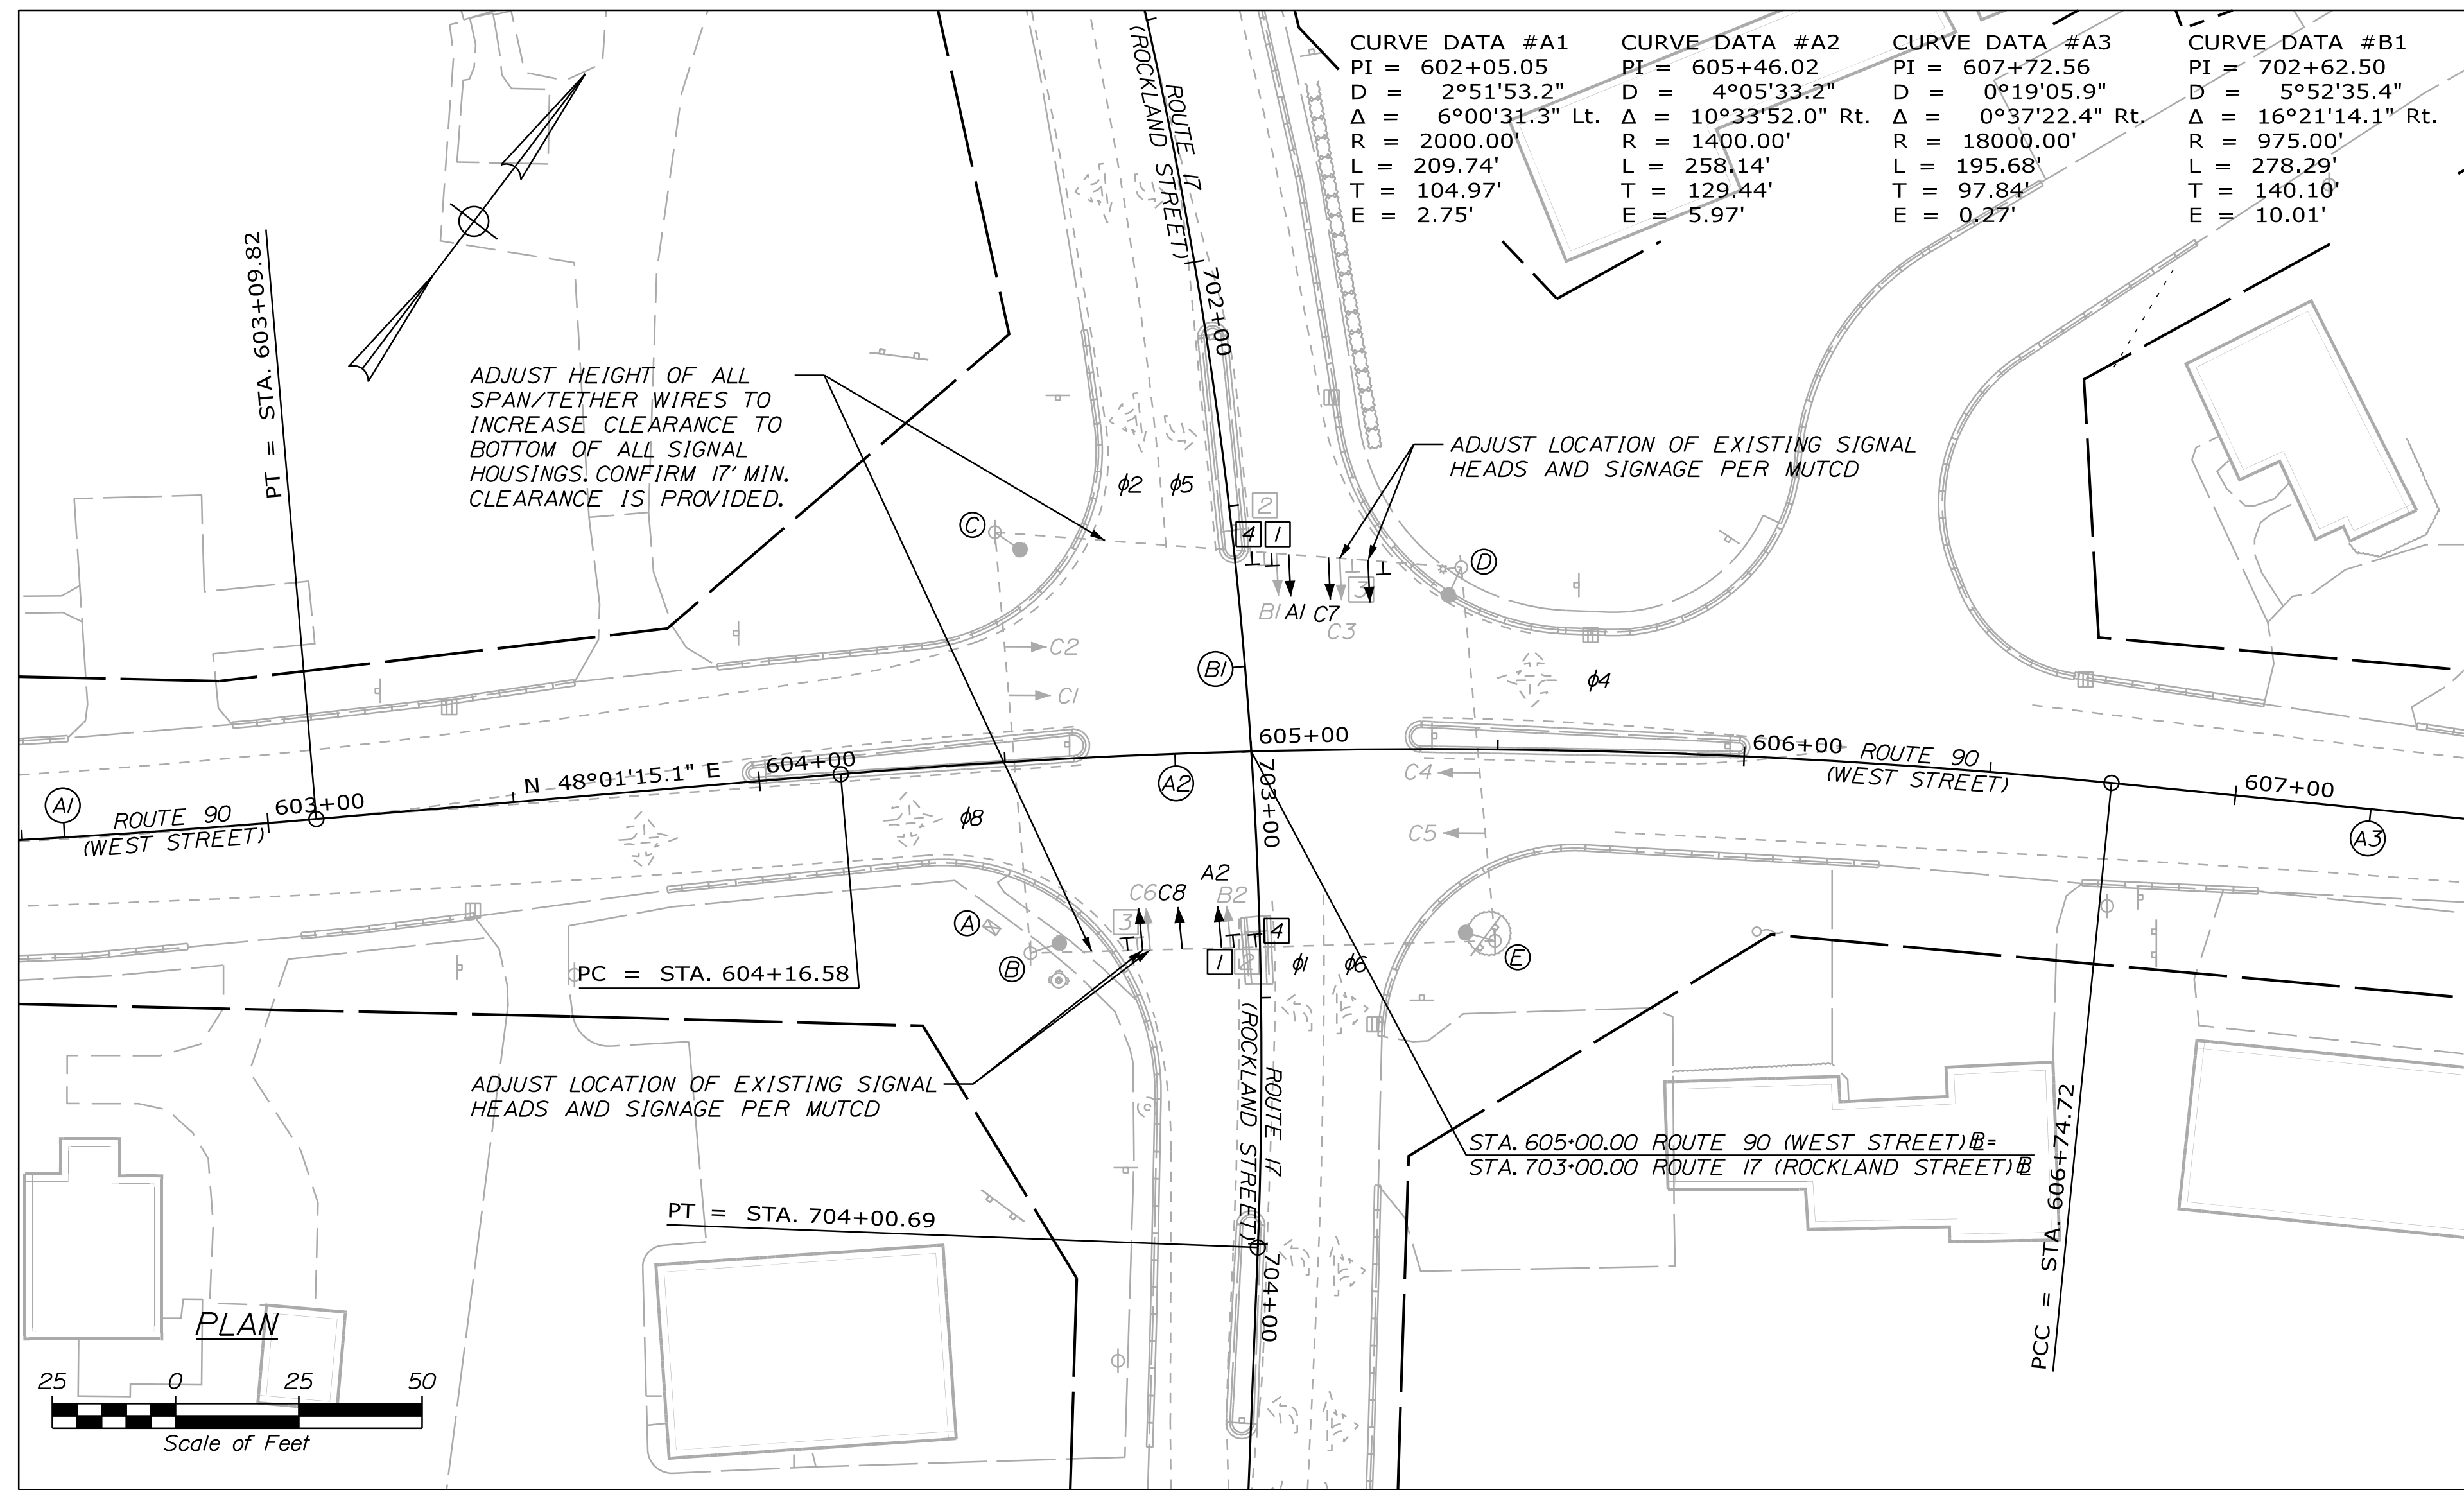 CURVE DATA #A1
PI = 602+05.05
D = 2°51'53.2"
Δ = 6°00'31.3" Lt.
R = 2000.00'
L = 209.74'
T = 104.97'
E = 2.75'
CURVE DATA #A2
PI = 605+46.02
D = 4°05'33.2"
Δ = 10°33'52.0" Rt.
R = 1400.00'
L = 258.14'
T = 129.44'
E = 5.97'
CURVE DATA #A3
PI = 607+72.56
D = 0°19'05.9"
Δ = 0°37'22.4" Rt.
R = 18000.00'
L = 195.68'
T = 97.84'
E = 0.27'
CURVE DATA #B1
PI = 702+62.50
D = 5°52'35.4"
Δ = 16°21'14.1" Rt.
R = 975.00'
L = 278.29'
T = 140.10'
E = 10.01'
ROUTE 17
(ROCKLAND STREET)
702+00
PT = STA. 603+09.82
ADJUST HEIGHT OF ALL
SPAN/TETHER WIRES TO
INCREASE CLEARANCE TO
BOTTOM OF ALL SIGNAL
HOUSINGS. CONFIRM 17' MIN.
CLEARANCE IS PROVIDED.
ADJUST LOCATION OF EXISTING SIGNAL
HEADS AND SIGNAGE PER MUTCD
ϕ2 ϕ5
2
4 1
C
D
3
B1 A1 C7
C3
C2
C1
B1
ϕ4
605+00
606+00 ROUTE 90
(WEST STREET)
604+00
N 48°01'15.1" E
603+00
A1
ROUTE 90
(WEST STREET)
A2
C4
C5
607+00
A3
703+00
ϕ8
A2
C6 C8 B2
3
A
B
4
1 2
ϕ1 ϕ6
E
PC = STA. 604+16.58
ADJUST LOCATION OF EXISTING SIGNAL
HEADS AND SIGNAGE PER MUTCD
ROUTE 17
(ROCKLAND STREET)
STA. 605+00.00 ROUTE 90 (WEST STREET) BL =
STA. 703+00.00 ROUTE 17 (ROCKLAND STREET) BL
PT = STA. 704+00.69
704+00
PCC = STA. 606+74.72
PLAN
25 0 25 50
Scale of Feet